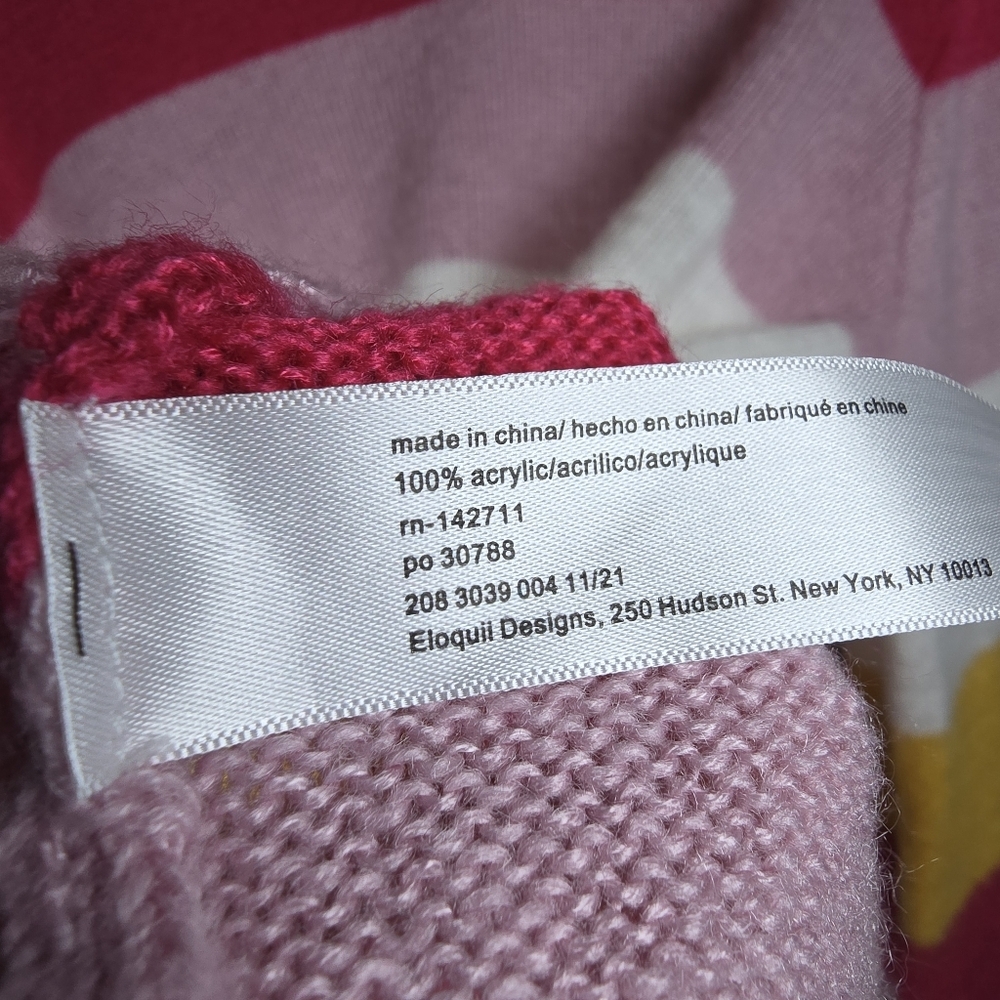 made in china/ hecho en china/ fabriqué en chine
100% acrylic/acrilico/acrylique
rn-142711
po 30788
208 3039 004 11/21
Eloquii Designs, 250 Hudson St. New York, NY 10013